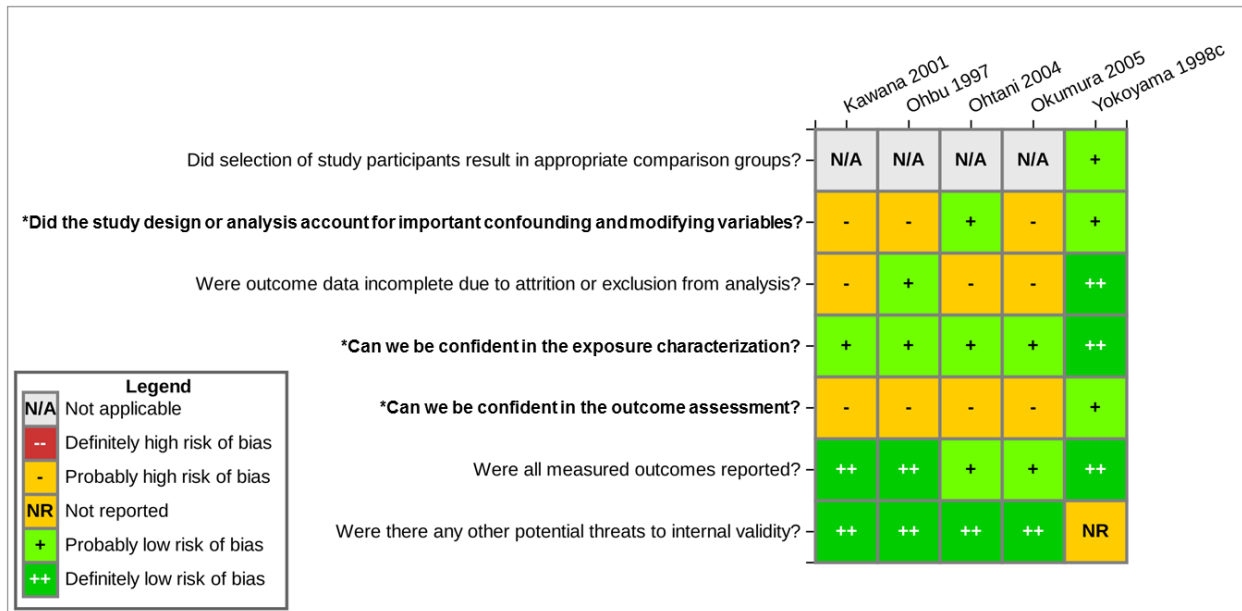 Kawana 2001
Ohbu 1997
Ohtani 2004
Okumura 2005
Yokoyama 1998c
Did selection of study participants result in appropriate comparison groups? N/A N/A N/A N/A +
*Did the study design or analysis account for important confounding and modifying variables? - - + - +
Were outcome data incomplete due to attrition or exclusion from analysis? - + - - ++
*Can we be confident in the exposure characterization? + + + + ++
*Can we be confident in the outcome assessment? - - - - +
Were all measured outcomes reported? ++ ++ + + ++
Were there any other potential threats to internal validity? ++ ++ ++ ++ NR
Legend
N/A Not applicable
-- Definitely high risk of bias
- Probably high risk of bias
NR Not reported
+ Probably low risk of bias
++ Definitely low risk of bias